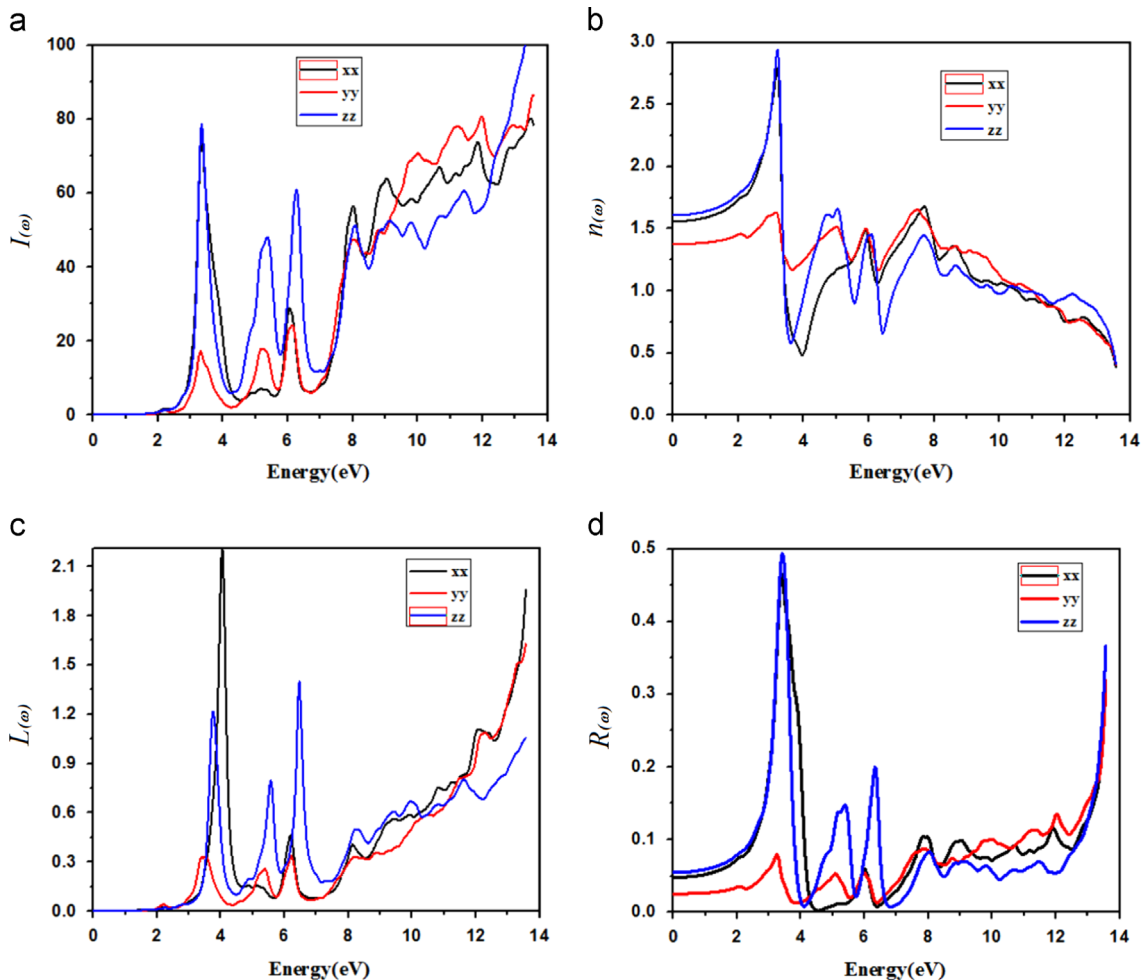 a
I(ω)
100
80
60
40
20
0
0 2 4 6 8 10 12 14
Energy(eV)
xx
yy
zz
b
n(ω)
3.0
2.5
2.0
1.5
1.0
0.5
0.0
0 2 4 6 8 10 12 14
Energy(eV)
xx
yy
zz
c
L(ω)
2.1
1.8
1.5
1.2
0.9
0.6
0.3
0.0
0 2 4 6 8 10 12 14
Energy(eV)
xx
yy
zz
d
R(ω)
0.5
0.4
0.3
0.2
0.1
0.0
0 2 4 6 8 10 12 14
Energy(eV)
xx
yy
zz